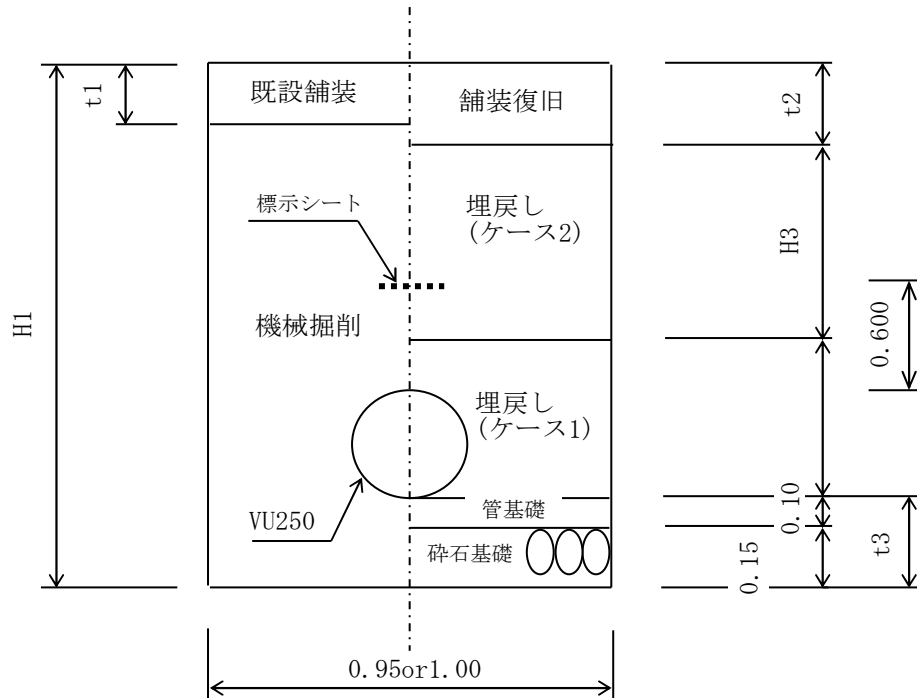 既設舗装
舗装復旧
t1
t2
標示シート
埋戻し
(ケース2)
H3
H1
機械掘削
0.600
埋戻し
(ケース1)
VU250
管基礎
0.10
砕石基礎
0.15
t3
0.95or1.00